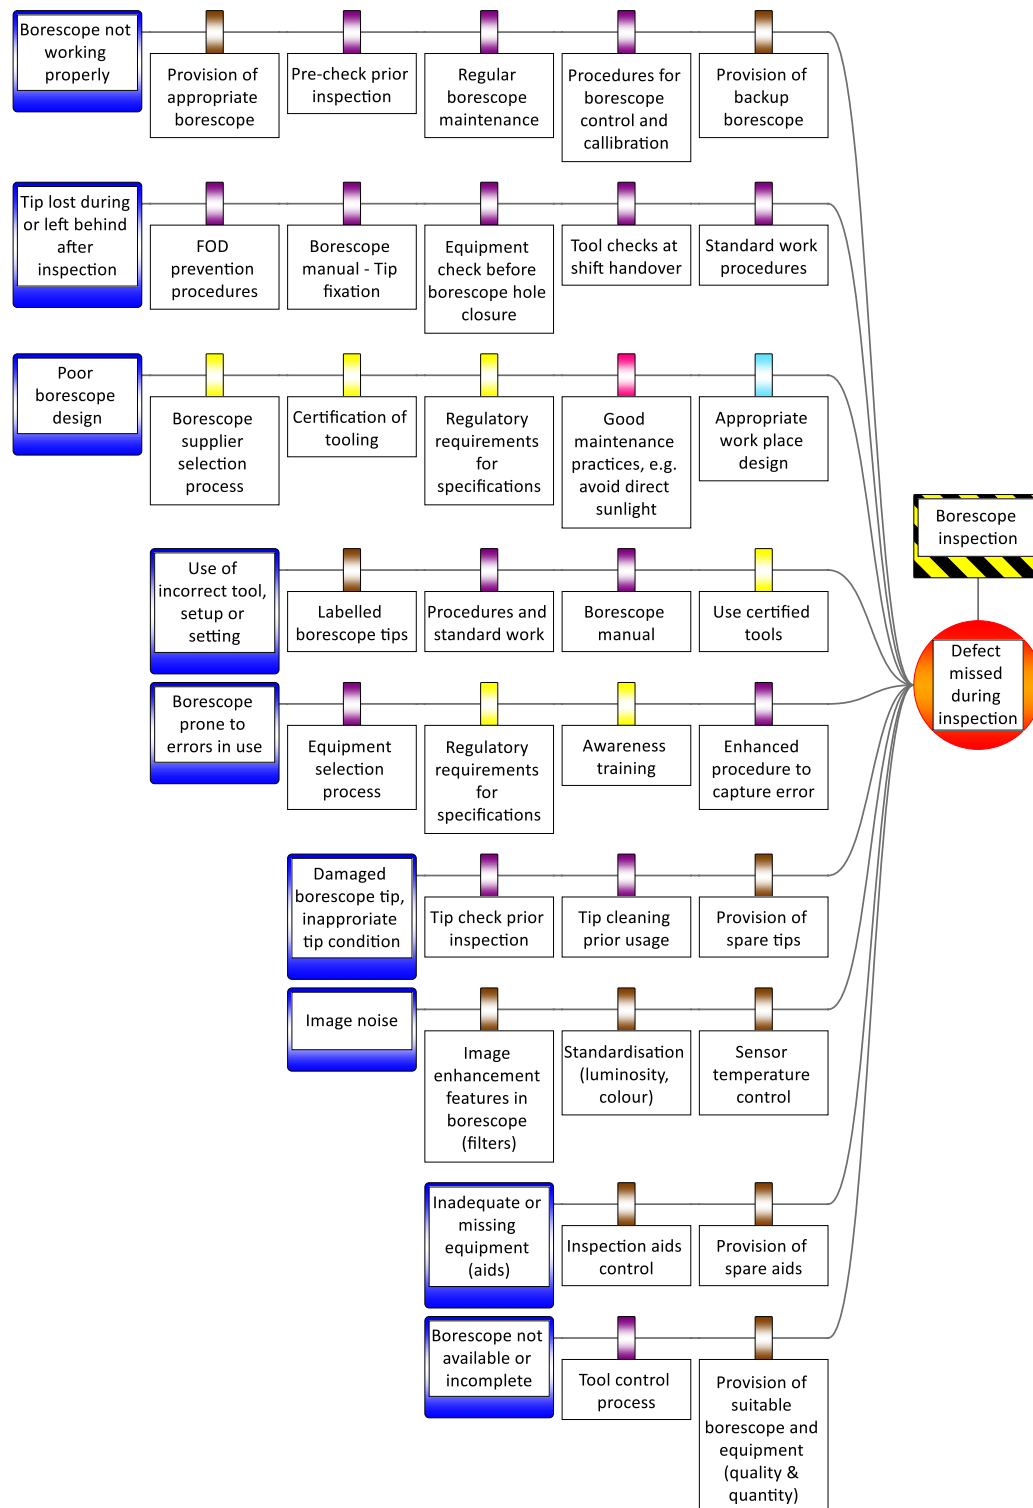 Borescope not
working
properly
Provision of
appropriate
borescope
Pre-check prior
inspection
Regular
borescope
maintenance
Procedures for
borescope
control and
callibration
Provision of
backup
borescope
Tip lost during
or left behind
after
inspection
FOD
prevention
procedures
Borescope
manual - Tip
fixation
Equipment
check before
borescope hole
closure
Tool checks at
shift handover
Standard work
procedures
Poor
borescope
design
Borescope
supplier
selection
process
Certification of
tooling
Regulatory
requirements
for
specifications
Good
maintenance
practices, e.g.
avoid direct
sunlight
Appropriate
work place
design
Borescope
inspection
Use of
incorrect tool,
setup or
setting
Labelled
borescope tips
Procedures and
standard work
Borescope
manual
Use certified
tools
Defect
missed
during
inspection
Borescope
prone to
errors in use
Equipment
selection
process
Regulatory
requirements
for
specifications
Awareness
training
Enhanced
procedure to
capture error
Damaged
borescope tip,
inapproriate
tip condition
Tip check prior
inspection
Tip cleaning
prior usage
Provision of
spare tips
Image noise
Image
enhancement
features in
borescope
(filters)
Standardisation
(luminosity,
colour)
Sensor
temperature
control
Inadequate or
missing
equipment
(aids)
Inspection aids
control
Provision of
spare aids
Borescope not
available or
incomplete
Tool control
process
Provision of
suitable
borescope and
equipment
(quality &
quantity)